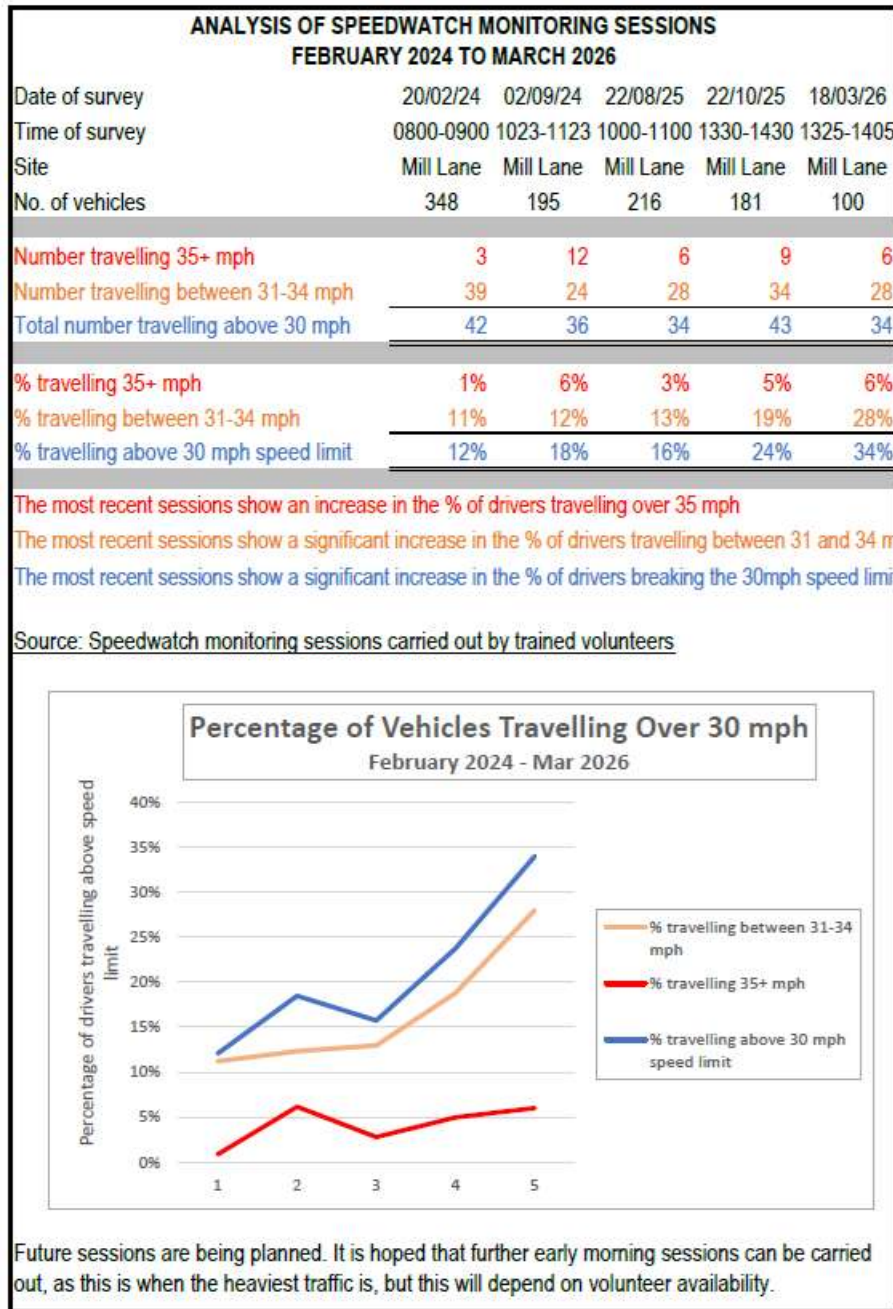 ANALYSIS OF SPEEDWATCH MONITORING SESSIONS
FEBRUARY 2024 TO MARCH 2026
Date of survey 20/02/24 02/09/24 22/08/25 22/10/25 18/03/26
Time of survey 0800-0900 1023-1123 1000-1100 1330-1430 1325-1405
Site Mill Lane Mill Lane Mill Lane Mill Lane Mill Lane
No. of vehicles 348 195 216 181 100
Number travelling 35+ mph 3 12 6 9 6
Number travelling between 31-34 mph 39 24 28 34 28
Total number travelling above 30 mph 42 36 34 43 34
% travelling 35+ mph 1% 6% 3% 5% 6%
% travelling between 31-34 mph 11% 12% 13% 19% 28%
% travelling above 30 mph speed limit 12% 18% 16% 24% 34%
The most recent sessions show an increase in the % of drivers travelling over 35 mph
The most recent sessions show a significant increase in the % of drivers travelling between 31 and 34 m
The most recent sessions show a significant increase in the % of drivers breaking the 30mph speed limi
Source: Speedwatch monitoring sessions carried out by trained volunteers
Percentage of Vehicles Travelling Over 30 mph
February 2024 - Mar 2026
Percentage of drivers travelling above speed
limit
40%
35%
30%
25%
20%
15%
10%
5%
0%
1 2 3 4 5
% travelling between 31-34
mph
% travelling 35+ mph
% travelling above 30 mph
speed limit
Future sessions are being planned. It is hoped that further early morning sessions can be carried
out, as this is when the heaviest traffic is, but this will depend on volunteer availability.